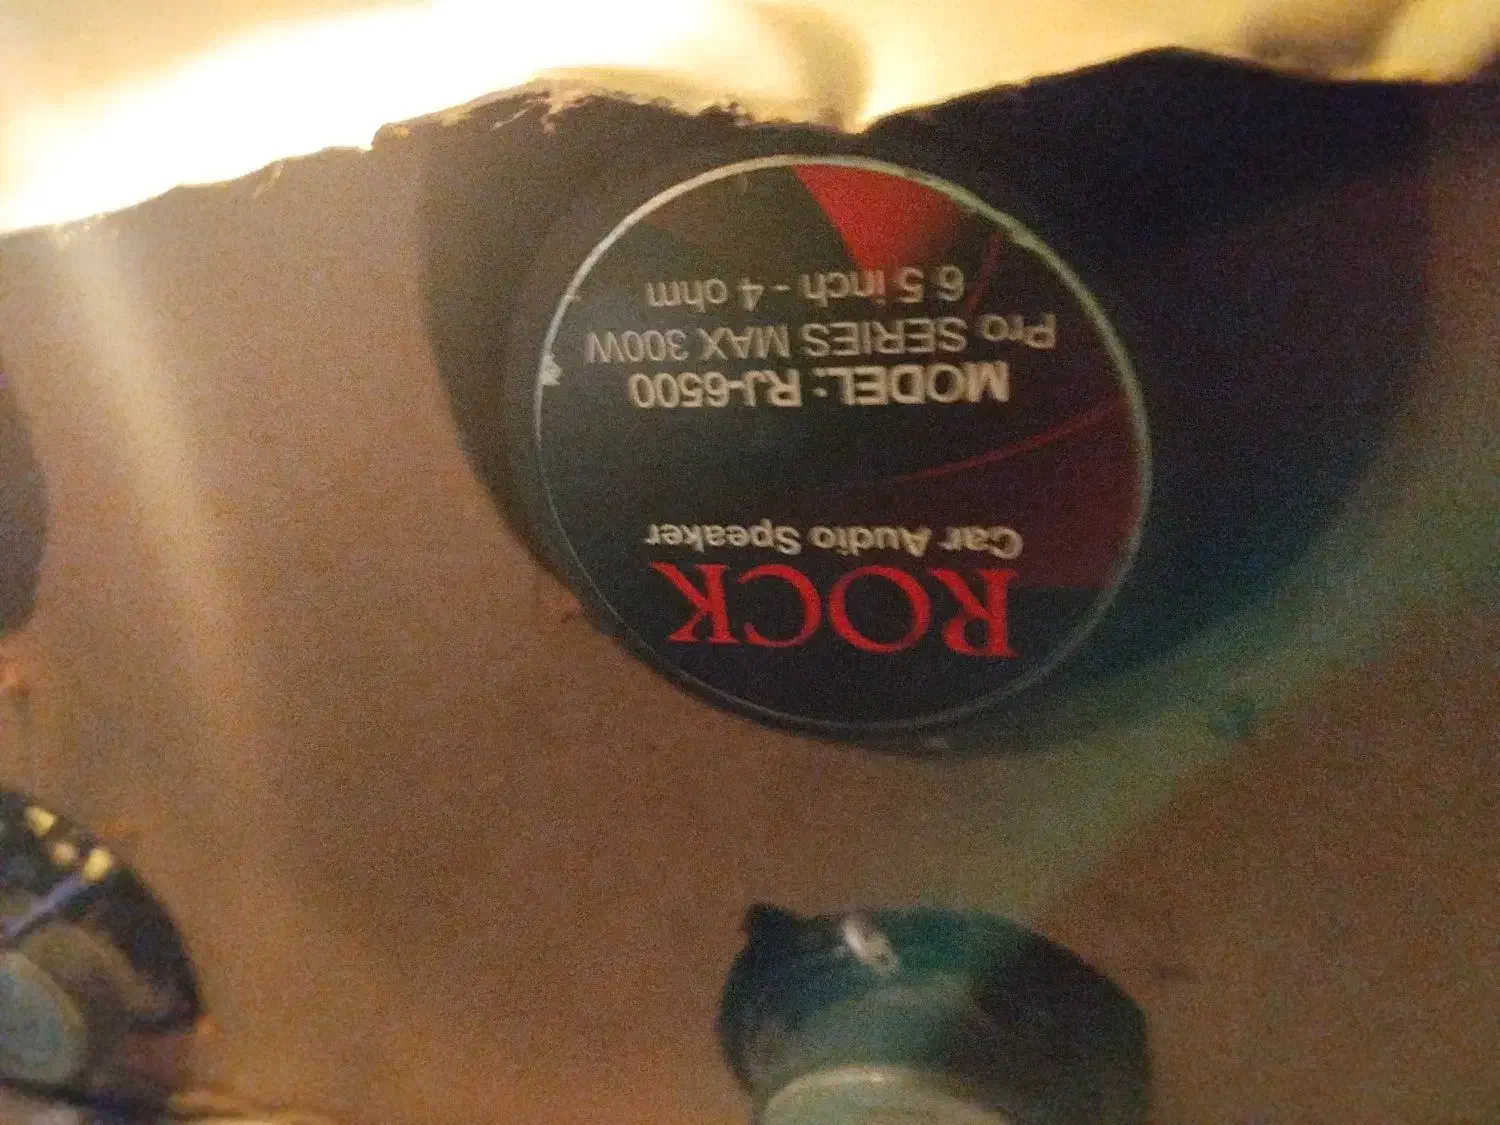 ROCK
Car Audio Speaker
MODEL: RJ-6500
Pro SERIES MAX 300W
6.5 inch - 4 ohm